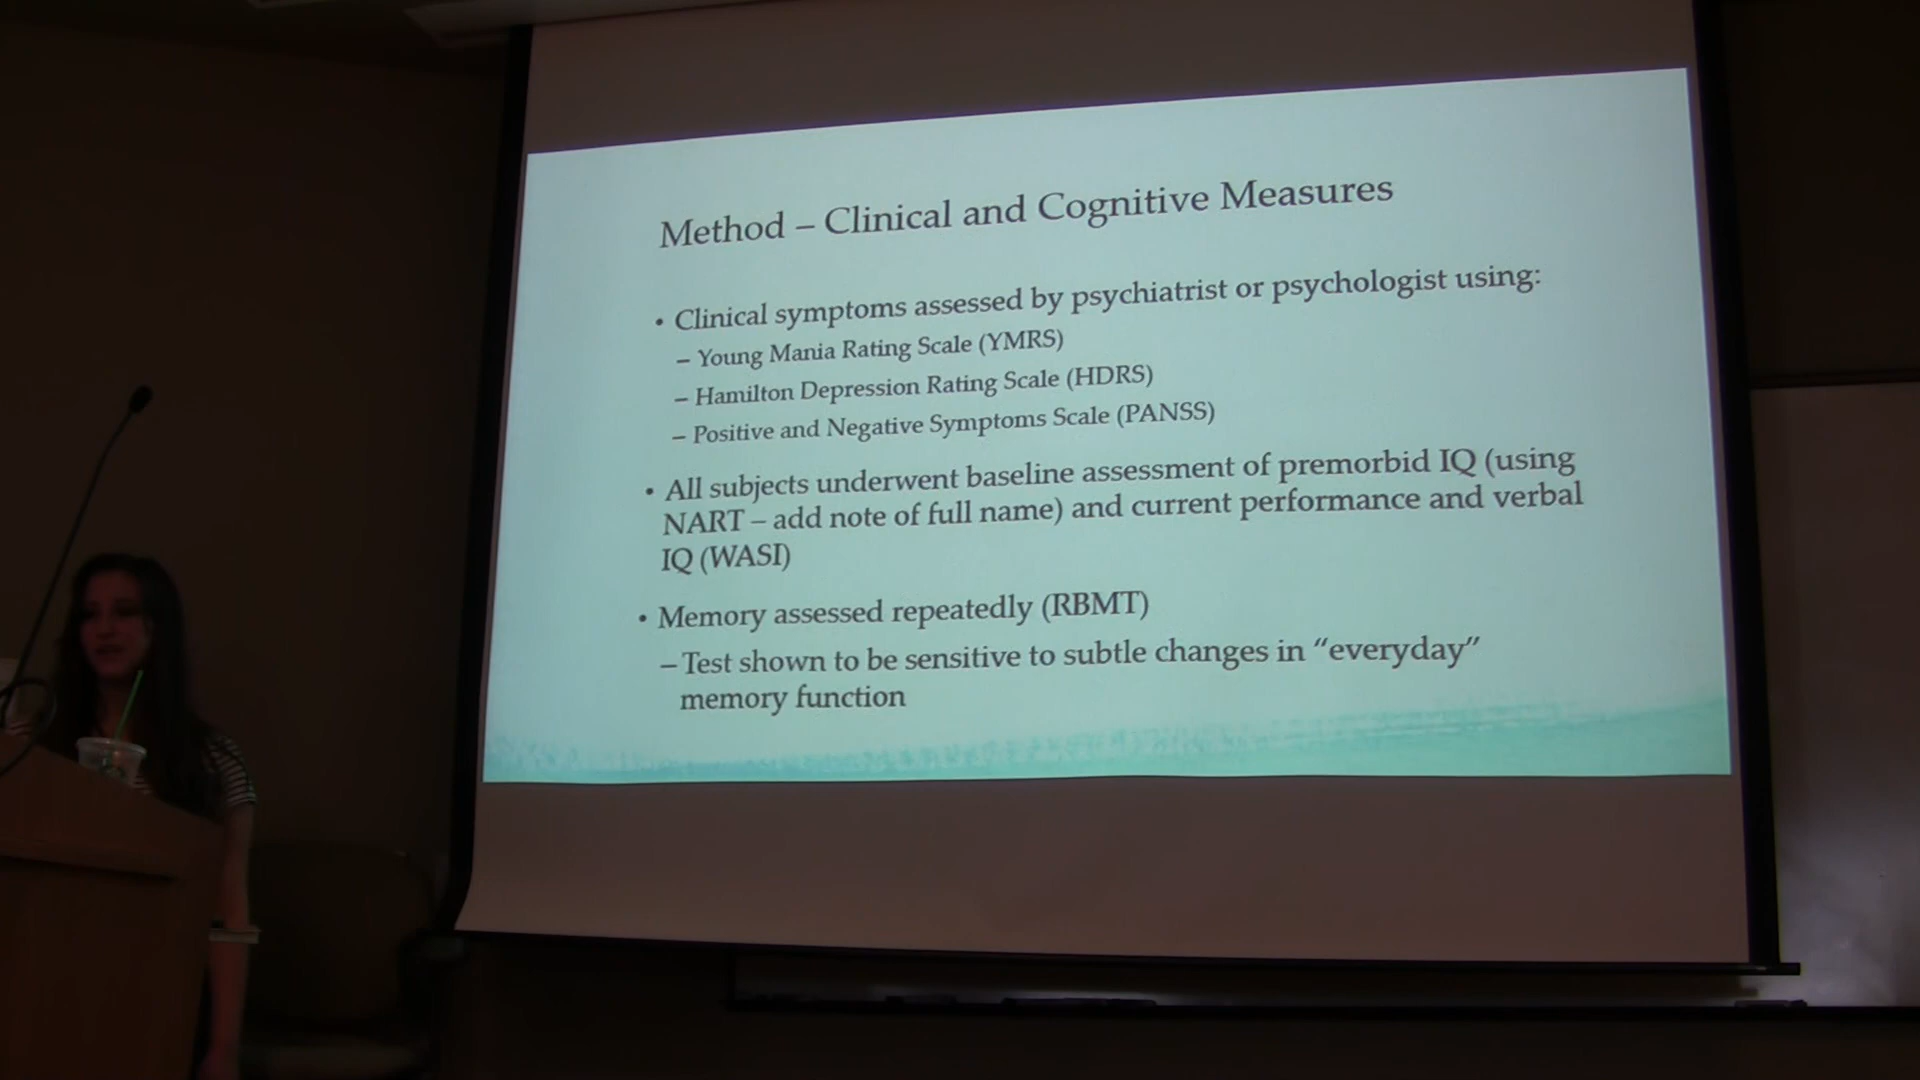 Method – Clinical and Cognitive Measures
• Clinical symptoms assessed by psychiatrist or psychologist using:
– Young Mania Rating Scale (YMRS)
– Hamilton Depression Rating Scale (HDRS)
– Positive and Negative Symptoms Scale (PANSS)
• All subjects underwent baseline assessment of premorbid IQ (using
NART – add note of full name) and current performance and verbal
IQ (WASI)
• Memory assessed repeatedly (RBMT)
– Test shown to be sensitive to subtle changes in “everyday”
memory function